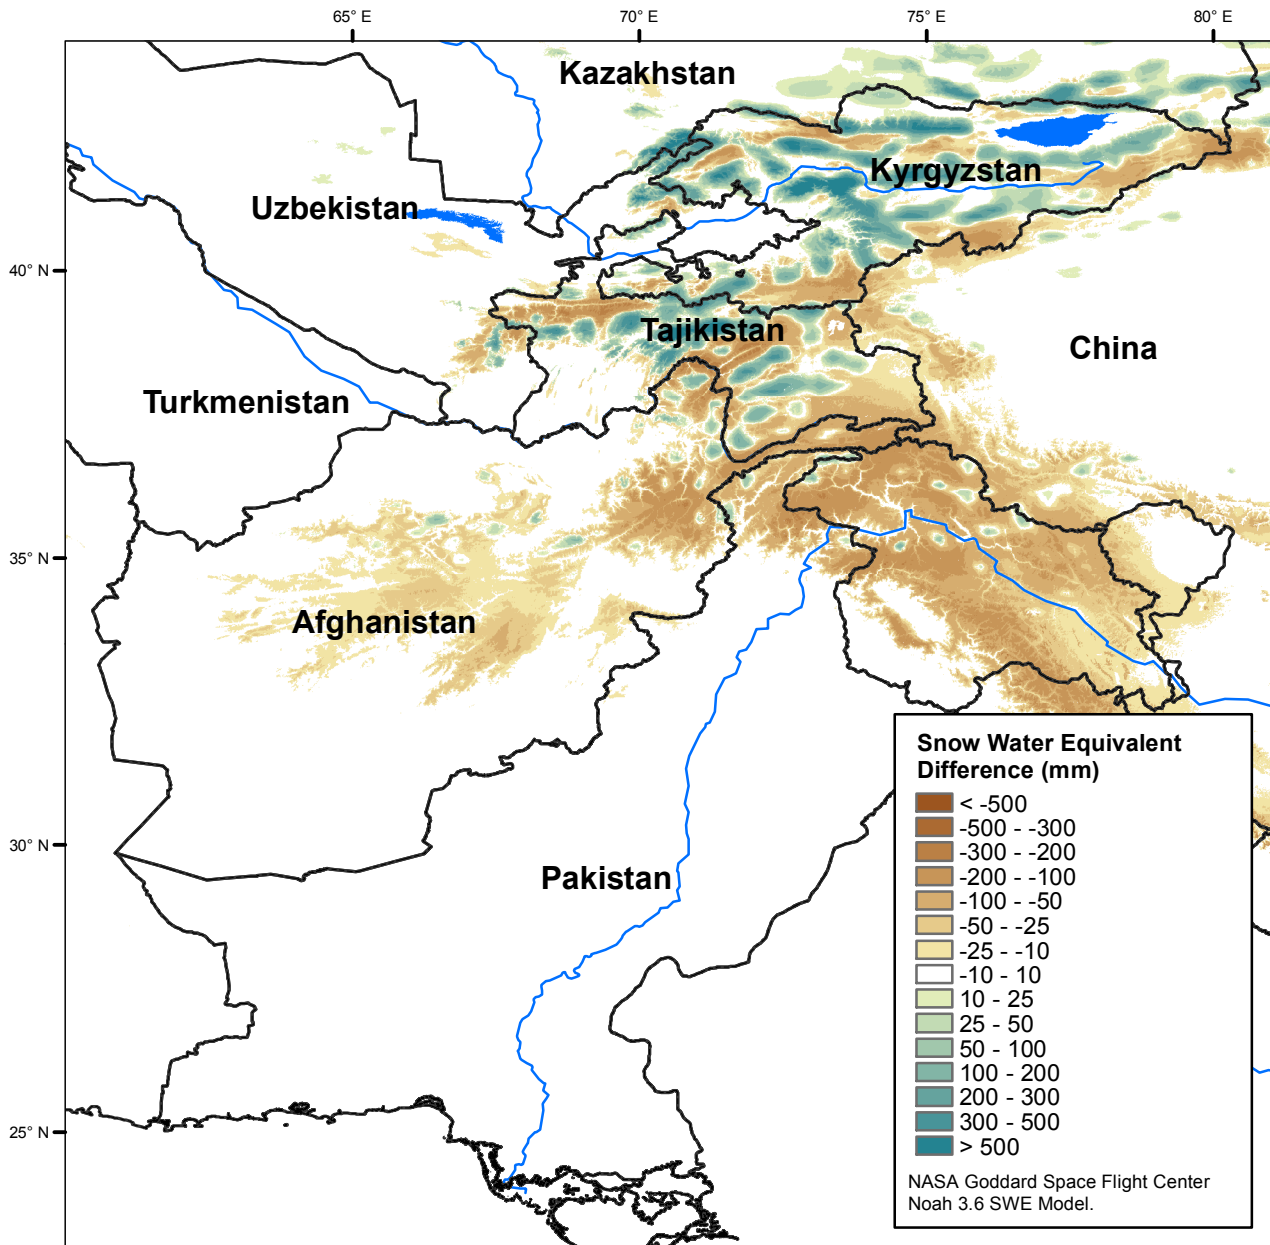 65° E
70° E
75° E
80° E
Kazakhstan
Kyrgyzstan
Uzbekistan
40° N
Tajikistan
China
Turkmenistan
35° N
Afghanistan
Snow Water Equivalent
Difference (mm)
< -500
-500 - -300
-300 - -200
-200 - -100
-100 - -50
-50 - -25
-25 - -10
-10 - 10
10 - 25
25 - 50
50 - 100
100 - 200
200 - 300
300 - 500
> 500
NASA Goddard Space Flight Center
Noah 3.6 SWE Model.
30° N
Pakistan
25° N